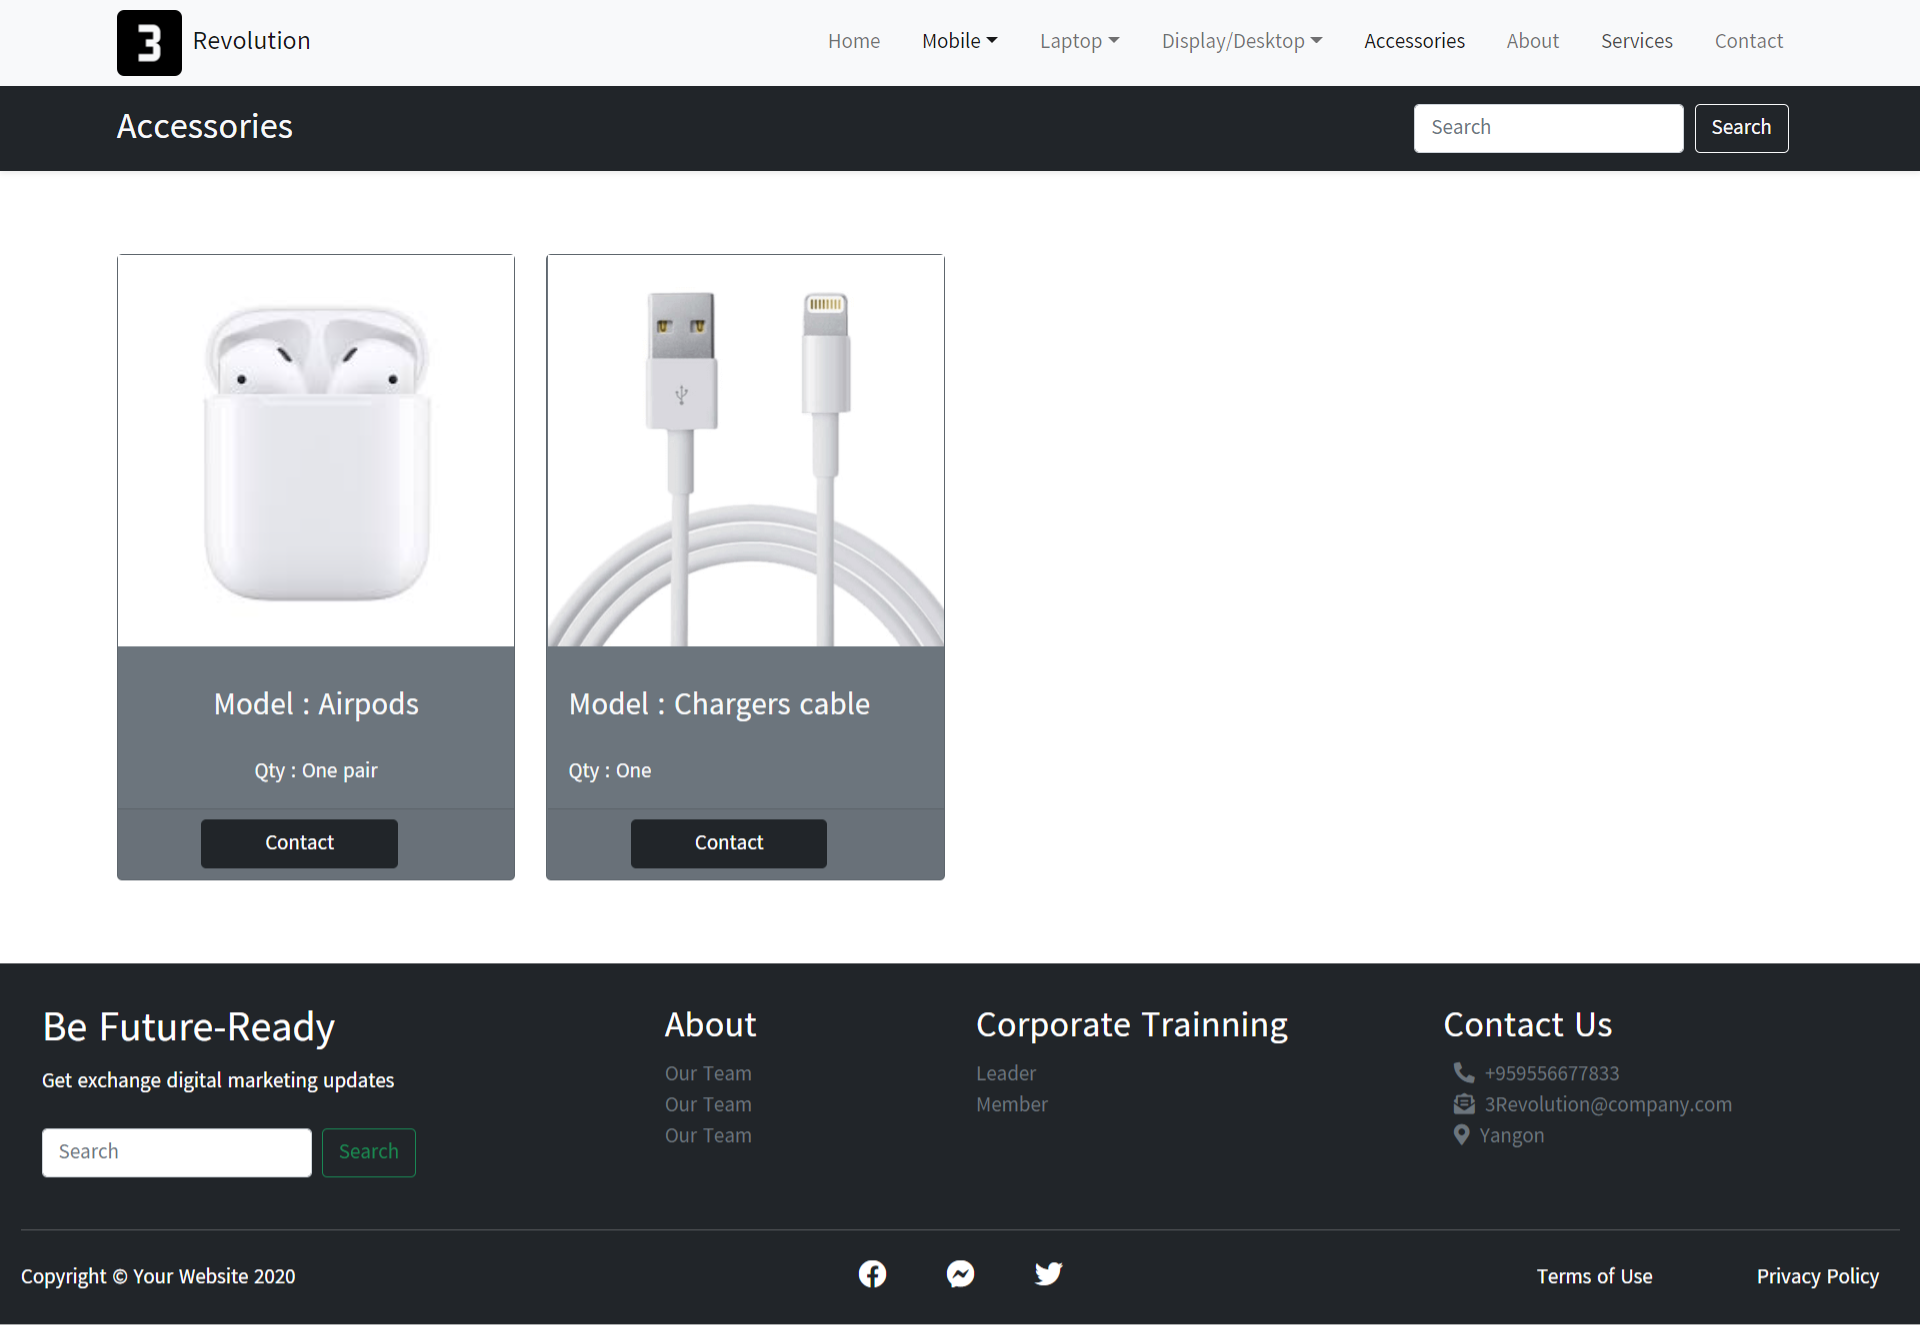 3 Revolution
Home Mobile Laptop Display/Desktop Accessories About Services Contact
Accessories
Search Search
Model : Airpods
Qty : One pair
Contact
Model : Chargers cable
Qty : One
Contact
Be Future-Ready
Get exchange digital marketing updates
Search Search
About
Our Team
Our Team
Our Team
Corporate Trainning
Leader
Member
Contact Us
+959556677833
3Revolution@company.com
Yangon
Copyright © Your Website 2020
Terms of Use Privacy Policy